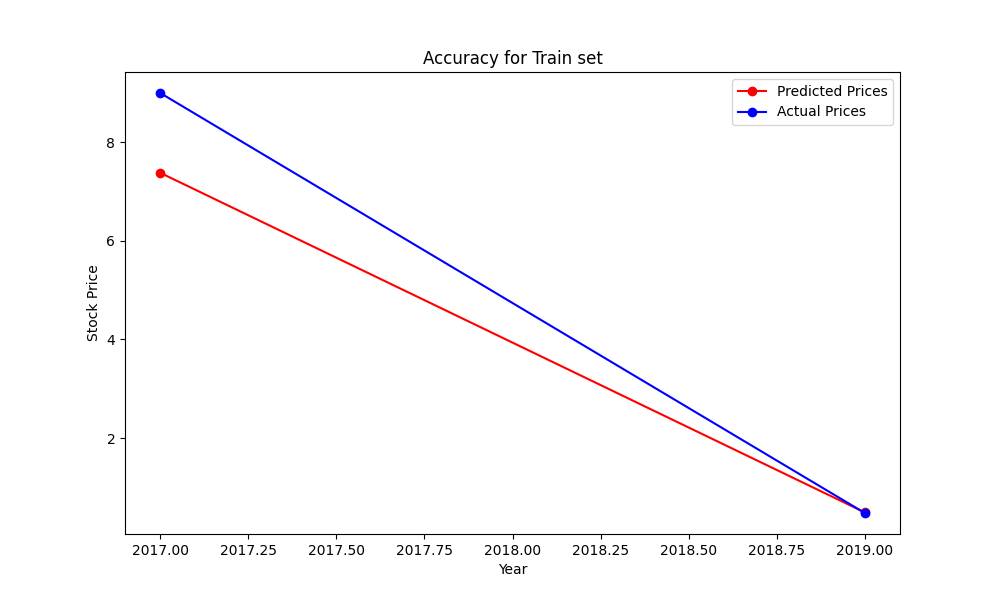 Accuracy for Train set
Predicted Prices
Actual Prices
Stock Price
8
6
4
2
2017.00 2017.25 2017.50 2017.75 2018.00 2018.25 2018.50 2018.75 2019.00
Year